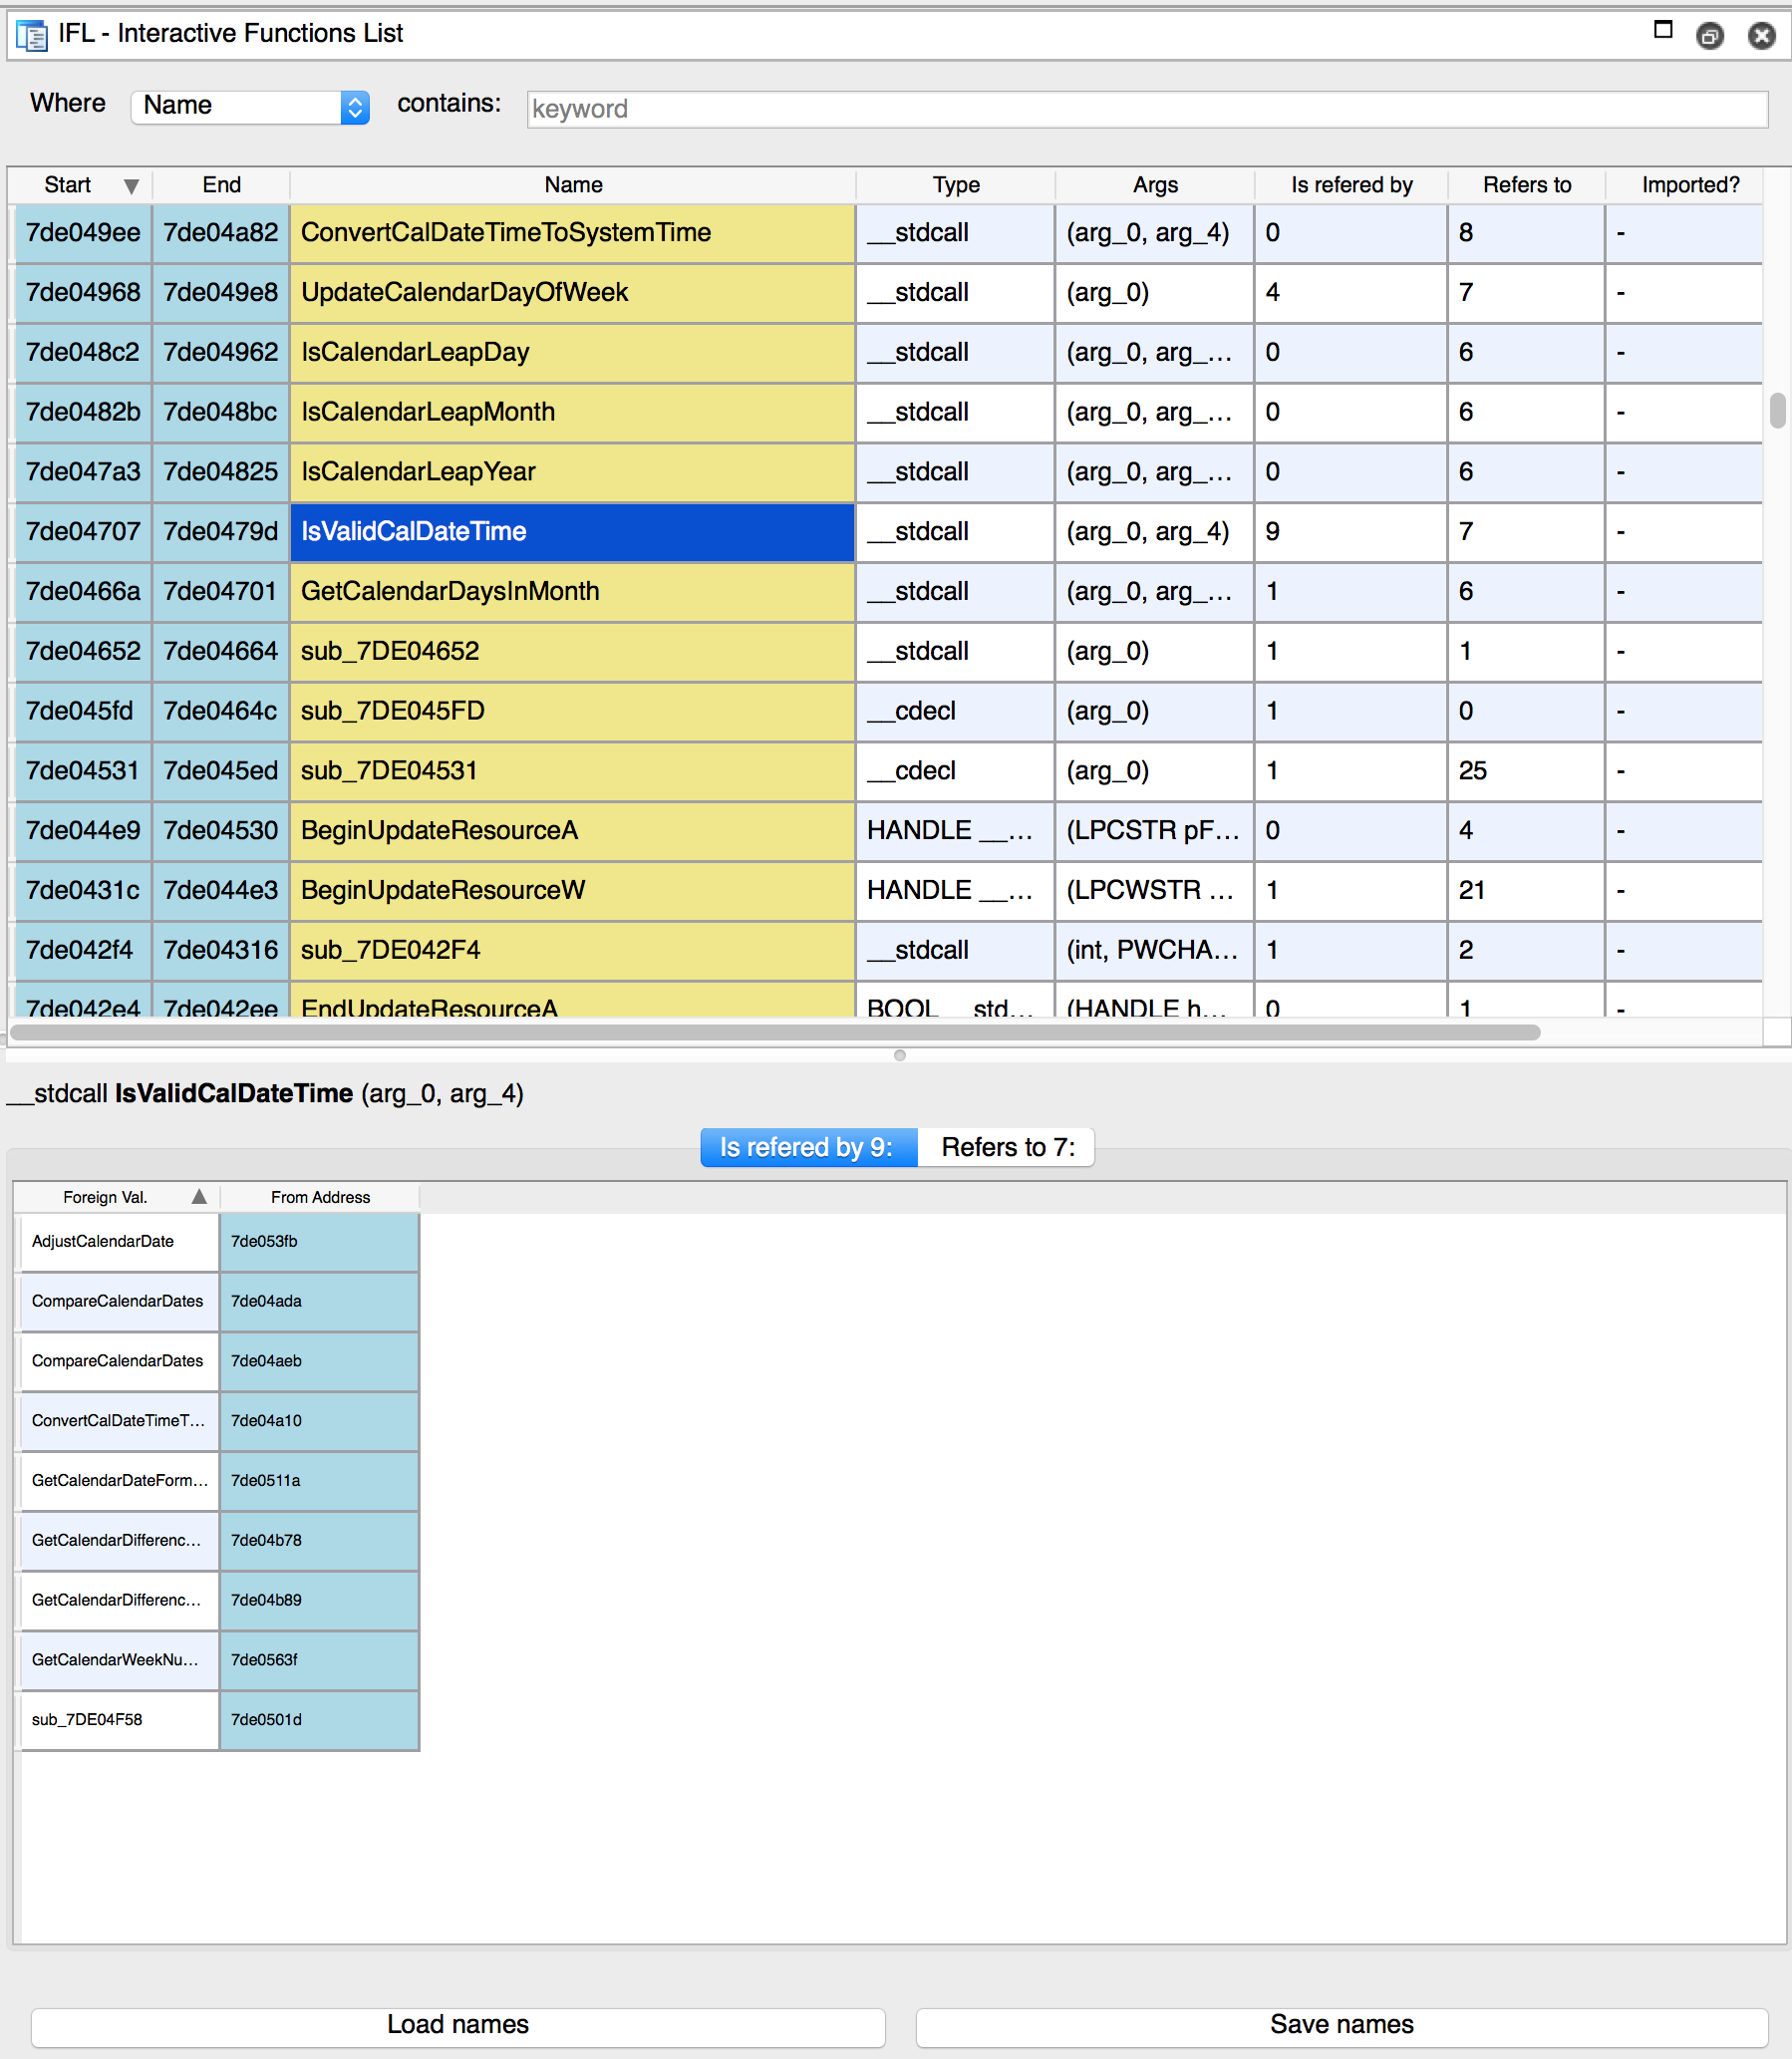 IFL - Interactive Functions List
Where Name contains: keyword
Start End Name Type Args Is refered by Refers to Imported?
7de049ee 7de04a82 ConvertCalDateTimeToSystemTime __stdcall (arg_0, arg_4) 0 8 -
7de04968 7de049e8 UpdateCalendarDayOfWeek __stdcall (arg_0) 4 7 -
7de048c2 7de04962 IsCalendarLeapDay __stdcall (arg_0, arg_... 0 6 -
7de0482b 7de048bc IsCalendarLeapMonth __stdcall (arg_0, arg_... 0 6 -
7de047a3 7de04825 IsCalendarLeapYear __stdcall (arg_0, arg_... 0 6 -
7de04707 7de0479d IsValidCalDateTime __stdcall (arg_0, arg_4) 9 7 -
7de0466a 7de04701 GetCalendarDaysInMonth __stdcall (arg_0, arg_... 1 6 -
7de04652 7de04664 sub_7DE04652 __stdcall (arg_0) 1 1 -
7de045fd 7de0464c sub_7DE045FD __cdecl (arg_0) 1 0 -
7de04531 7de045ed sub_7DE04531 __cdecl (arg_0) 1 25 -
7de044e9 7de04530 BeginUpdateResourceA HANDLE __... (LPCSTR pF... 0 4 -
7de0431c 7de044e3 BeginUpdateResourceW HANDLE __... (LPCWSTR ... 1 21 -
7de042f4 7de04316 sub_7DE042F4 __stdcall (int, PWCHA... 1 2 -
7de042e4 7de042ee EndUpdateResourceA BOOL __std... (HANDLE h... 0 1 -
__stdcall IsValidCalDateTime (arg_0, arg_4)
Is refered by 9: Refers to 7:
Foreign Val. From Address
AdjustCalendarDate 7de053fb
CompareCalendarDates 7de04ada
CompareCalendarDates 7de04aeb
ConvertCalDateTimeT... 7de04a10
GetCalendarDateForm... 7de0511a
GetCalendarDifferenc... 7de04b78
GetCalendarDifferenc... 7de04b89
GetCalendarWeekNu... 7de0563f
sub_7DE04F58 7de0501d
Load names Save names